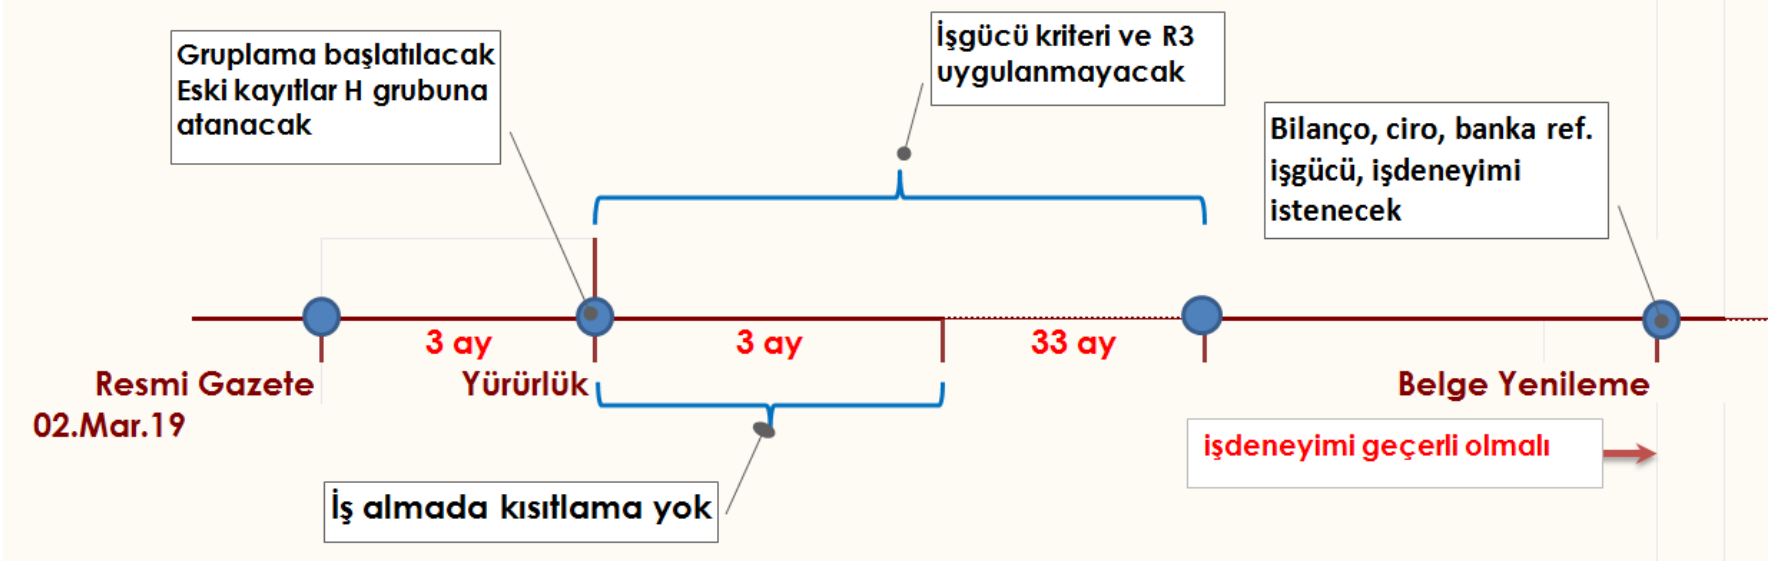 Gruplama başlatılacak
Eski kayıtlar H grubuna
atanacak
İşgücü kriteri ve R3
uygulanmayacak
Bilanço, ciro, banka ref.
işgücü, işdeneyimi
istenecek
3 ay
3 ay
33 ay
Resmi Gazete
02.Mar.19
Yürürlük
Belge Yenileme
işdeneyimi geçerli olmalı
İş almada kısıtlama yok